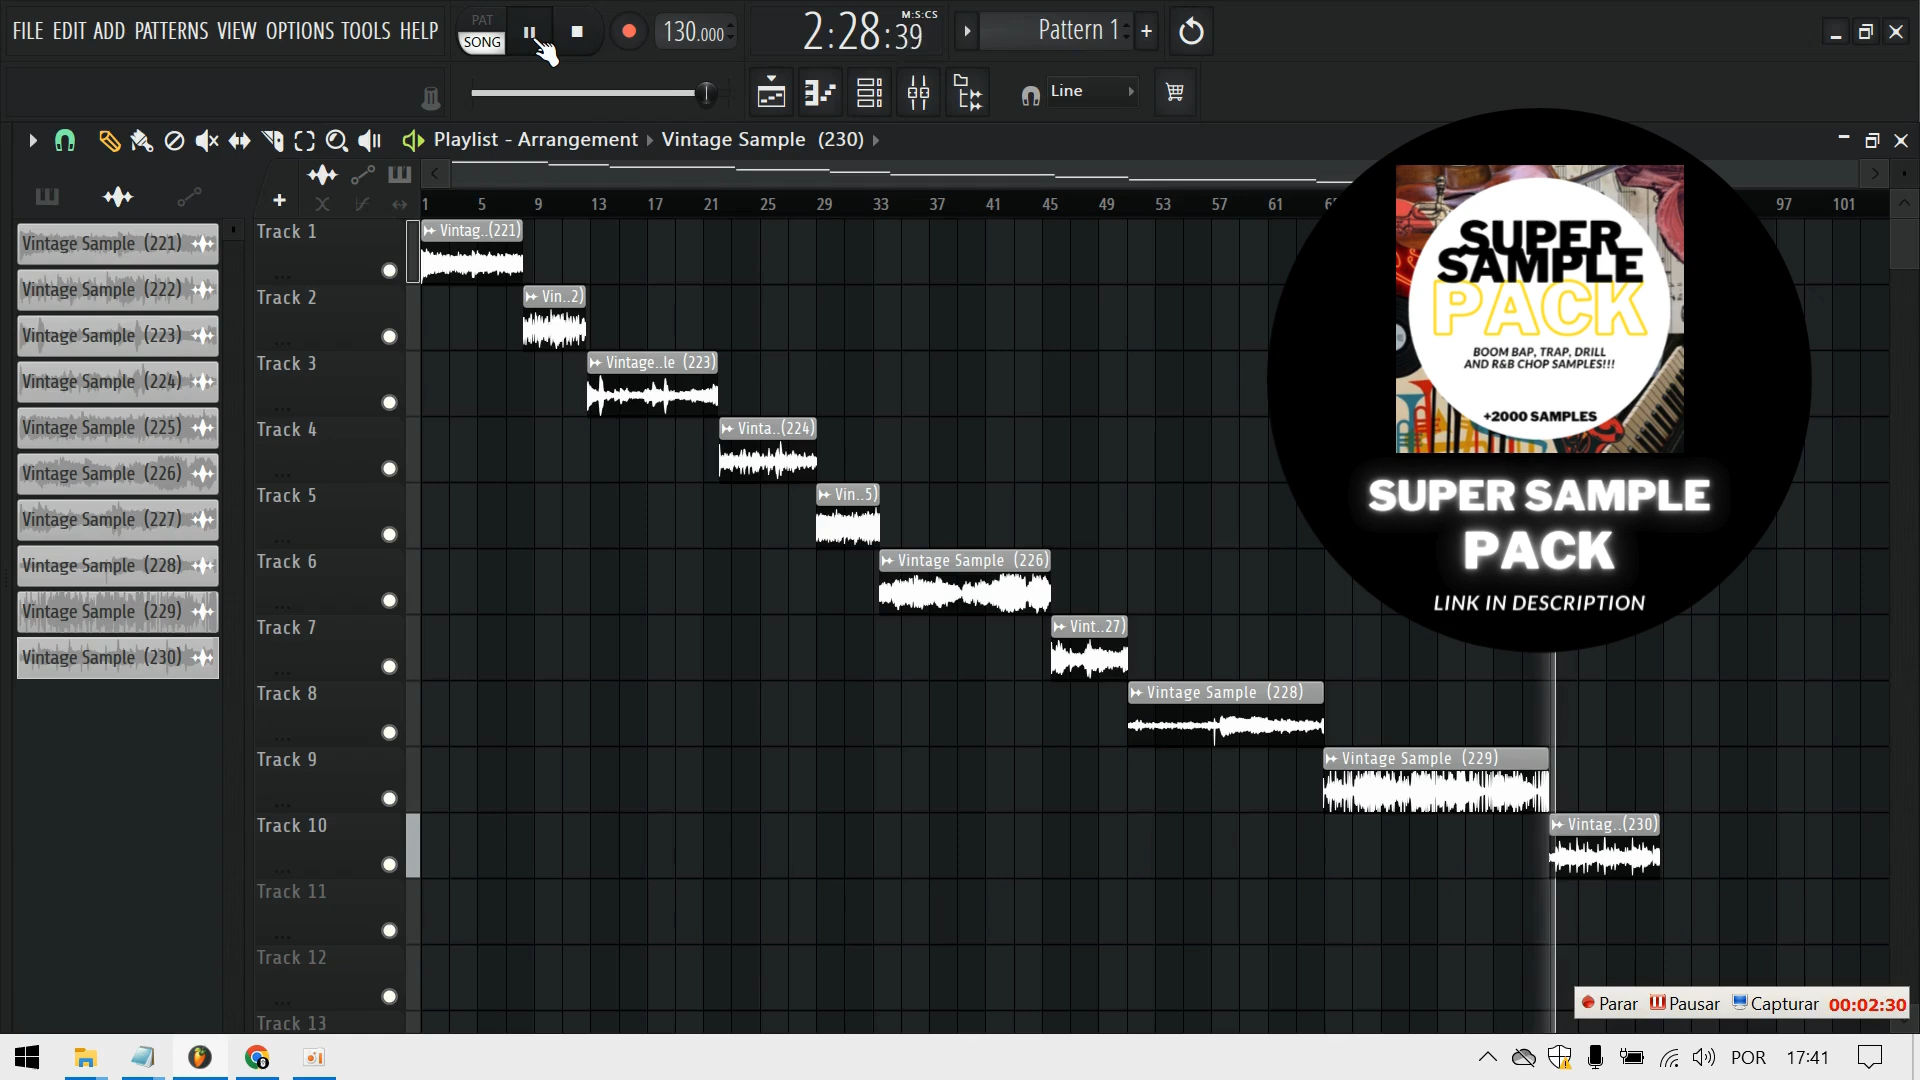 FILE EDIT ADD PATTERNS VIEW OPTIONS TOOLS HELP
PAT
SONG
130.000
2:28:39
M:S:CS
Pattern 1
Line
Playlist - Arrangement Vintage Sample (230)
1 5 9 13 17 21 25 29 33 37 41 45 49 53 57 61 97 101
Vintage Sample (221)
Vintage Sample (222)
Vintage Sample (223)
Vintage Sample (224)
Vintage Sample (225)
Vintage Sample (226)
Vintage Sample (227)
Vintage Sample (228)
Vintage Sample (229)
Vintage Sample (230)
Track 1
Vintag..(221)
Track 2
Vin..2)
Track 3
Vintage..le (223)
Track 4
Vinta..(224)
Track 5
Vin..5)
Track 6
Vintage Sample (226)
Track 7
Vint..27)
Track 8
Vintage Sample (228)
Track 9
Vintage Sample (229)
Track 10
Vintag..(230)
Track 11
Track 12
Track 13
SUPER
SAMPLE
PACK
BOOM BAP, TRAP, DRILL
AND R&B CHOP SAMPLES!!!
+2000 SAMPLES
SUPER SAMPLE
PACK
LINK IN DESCRIPTION
Parar Pausar Capturar 00:02:30
POR 17:41